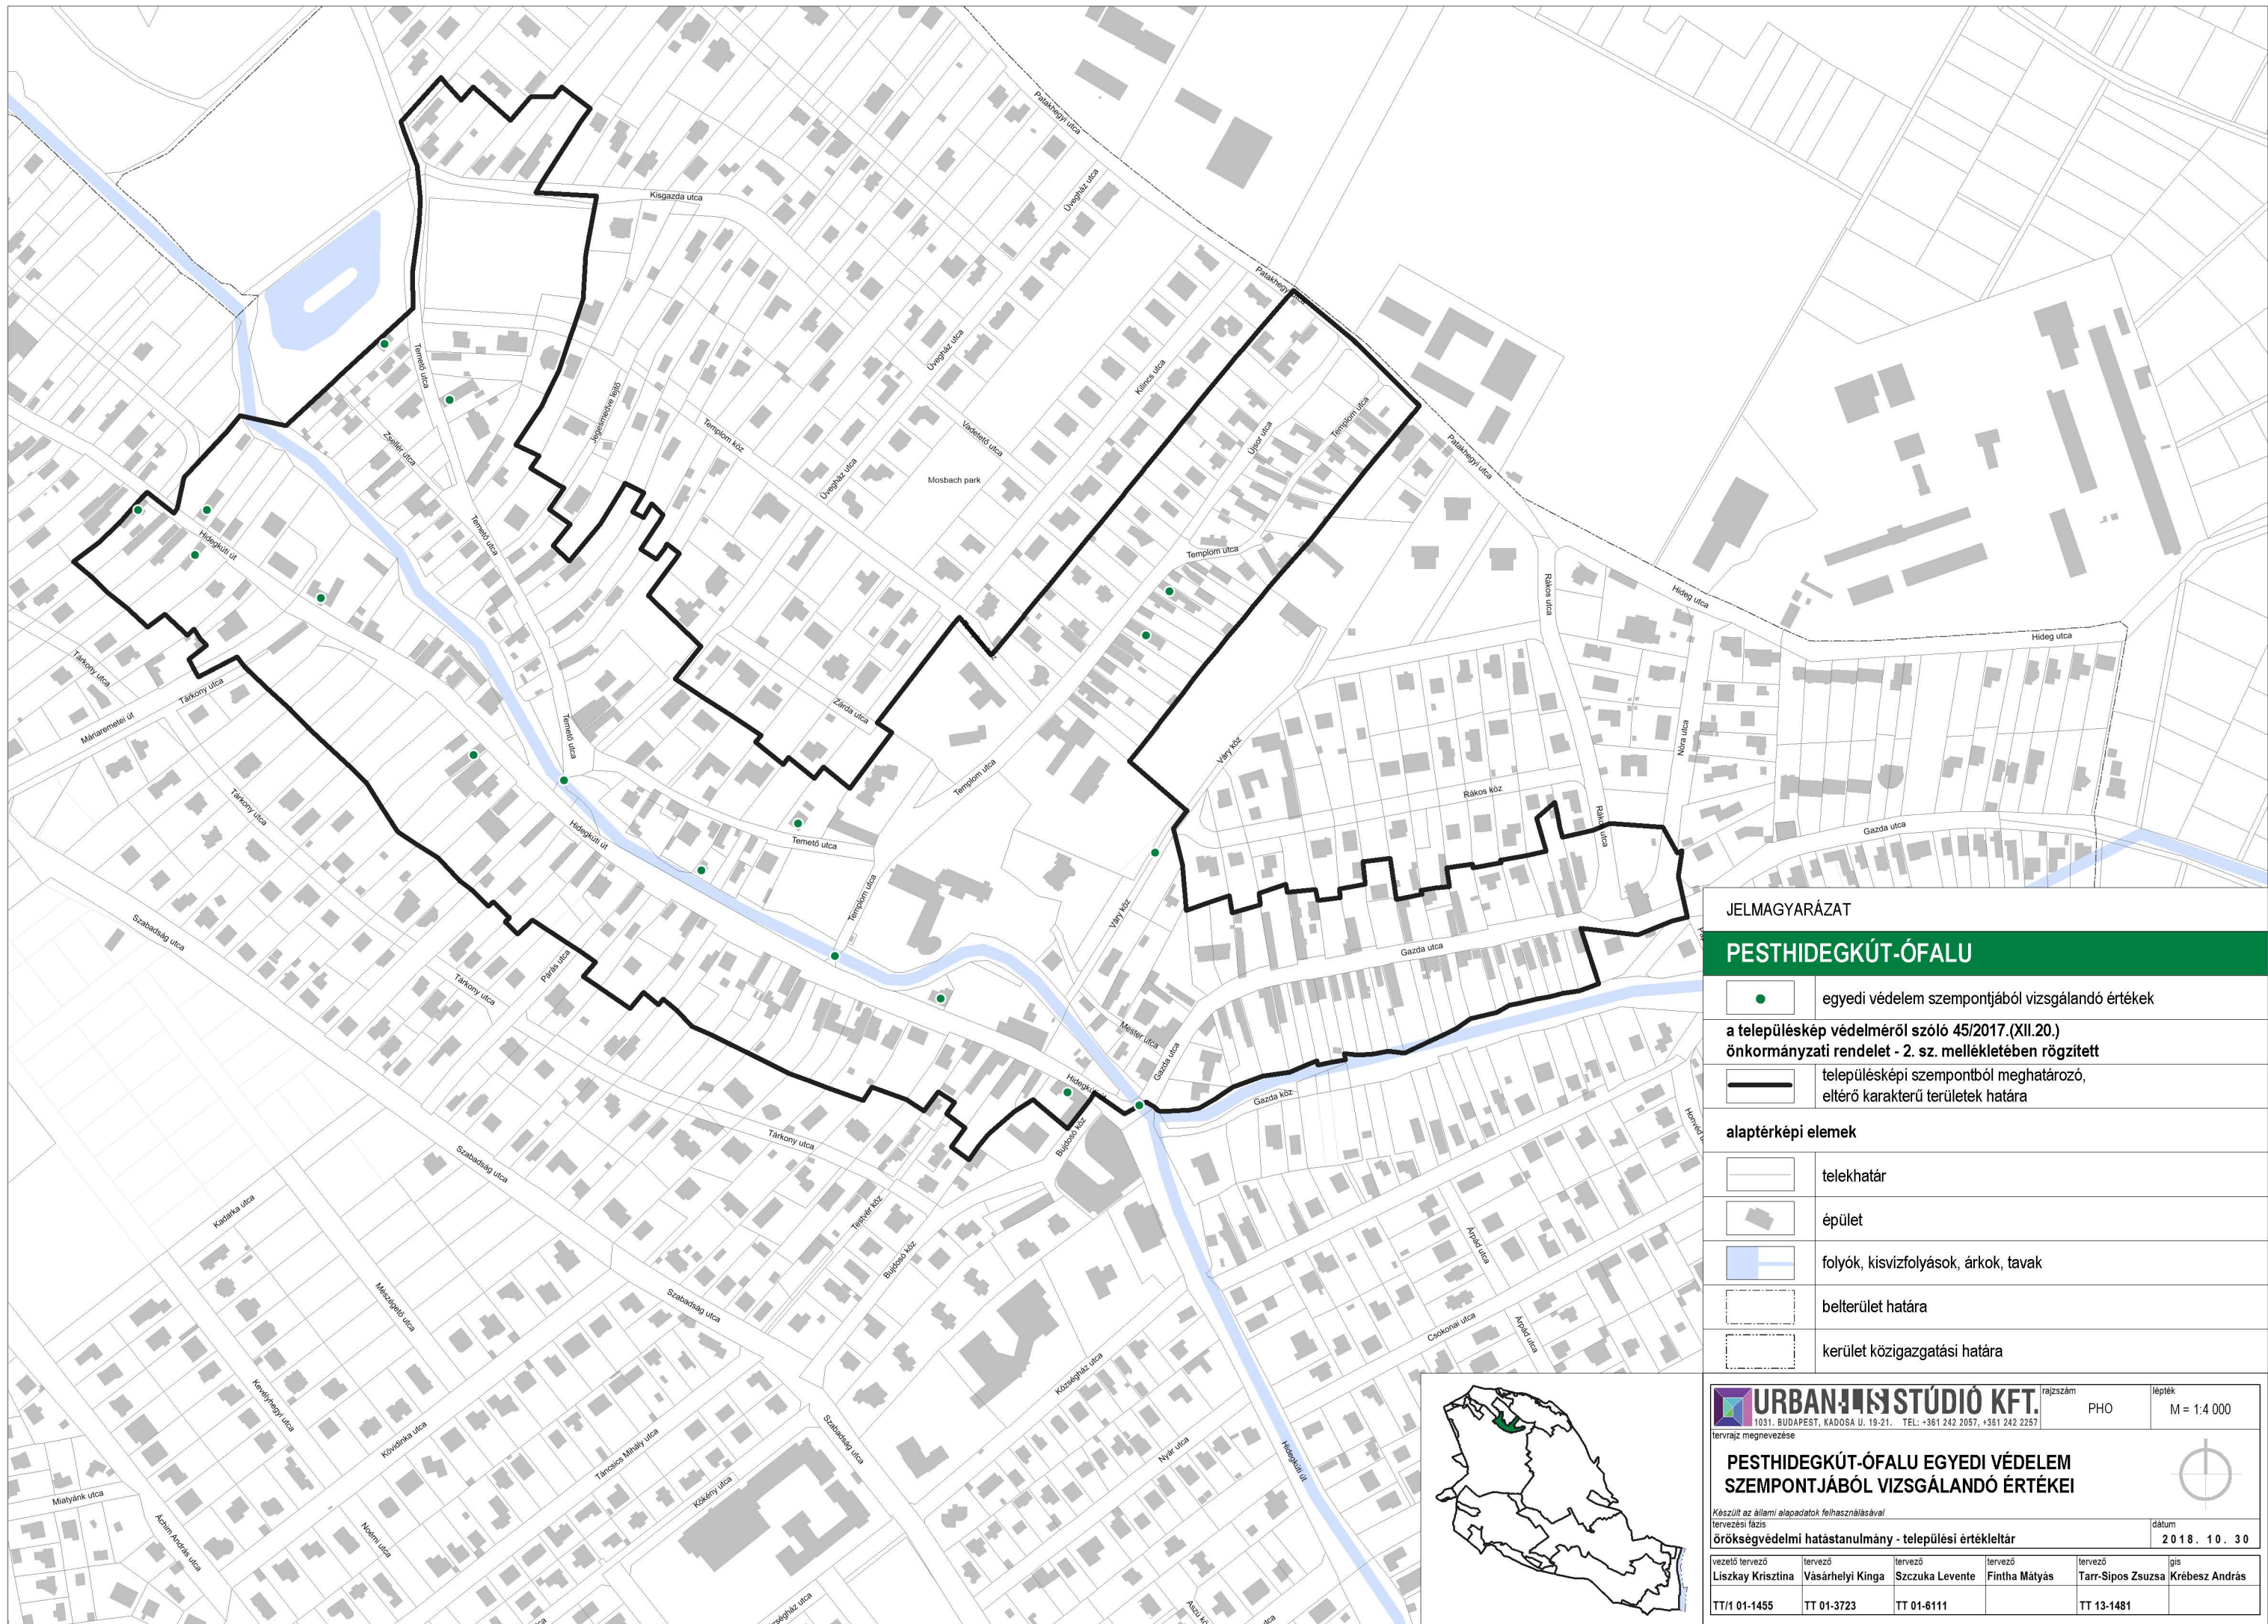 Patakhegyi utca
Üvegház utca
Kisgazda utca
Patakhegyi utca
Temető utca
Üvegház utca
Kilincs utca
Jegesmedve lejtő
Templom köz
Vadetető utca
Újsor utca
Templom utca
Zsellér utca
Üvegház utca
Mosbach park
Patakhegyi utca
Temető utca
Hidegkúti út
Templom utca
Rákos utca
Hideg utca
Hideg utca
Tárkony utca
Tárkony utca
Máriaremetei út
Zárda utca
Temető utca
Váry köz
Nóra utca
Templom utca
Tárkony utca
Rákos köz
Hidegkúti út
Temető utca
Rákos utca
Gazda utca
Templom utca
Váry köz
Szabadság utca
Gazda utca
Párás utca
Tárkony utca
Mester utca
Gazda utca
Hidegkúti út
Gazda köz
Bujdosó köz
Tárkony utca
Szabadság utca
Kadarka utca
Testvér köz
Bujdosó köz
Árpád utca
Mészégető utca
Szabadság utca
Csokonai utca
Árpád utca
Községház utca
Kevélyhegyi utca
Kövidinka utca
Táncsics Mihály utca
Szabadság utca
Nyár utca
Hidegkúti út
Kökény utca
Miatyánk utca
Áchim András utca
Noémi utca
JELMAGYARÁZAT
PESTHIDEGKÚT-ÓFALU
egyedi védelem szempontjából vizsgálandó értékek
a településkép védelméről szóló 45/2017.(XII.20.)
önkormányzati rendelet - 2. sz. mellékletében rögzített
településképi szempontból meghatározó,
eltérő karakterű területek határa
alaptérképi elemek
telekhatár
épület
folyók, kisvízfolyások, árkok, tavak
belterület határa
kerület közigazgatási határa
URBAN-LIS STÚDIÓ KFT.
1031. BUDAPEST, KADOSA U. 19-21. TEL: +361 242 2057, +361 242 2257
rajzszám
PHO
lépték
M = 1:4 000
tervrajz megnevezése
PESTHIDEGKÚT-ÓFALU EGYEDI VÉDELEM
SZEMPONTJÁBÓL VIZSGÁLANDÓ ÉRTÉKEI
Készült az állami alapadatok felhasználásával
tervezési fázis
örökségvédelmi hatástanulmány - települési értékleltár
dátum
2018. 10. 30
vezető tervező
Liszkay Krisztina
TT/1 01-1455
tervező
Vásárhelyi Kinga
TT 01-3723
tervező
Szczuka Levente
TT 01-6111
tervező
Fintha Mátyás
tervező
Tarr-Sipos Zsuzsa
TT 13-1481
gis
Krébesz András